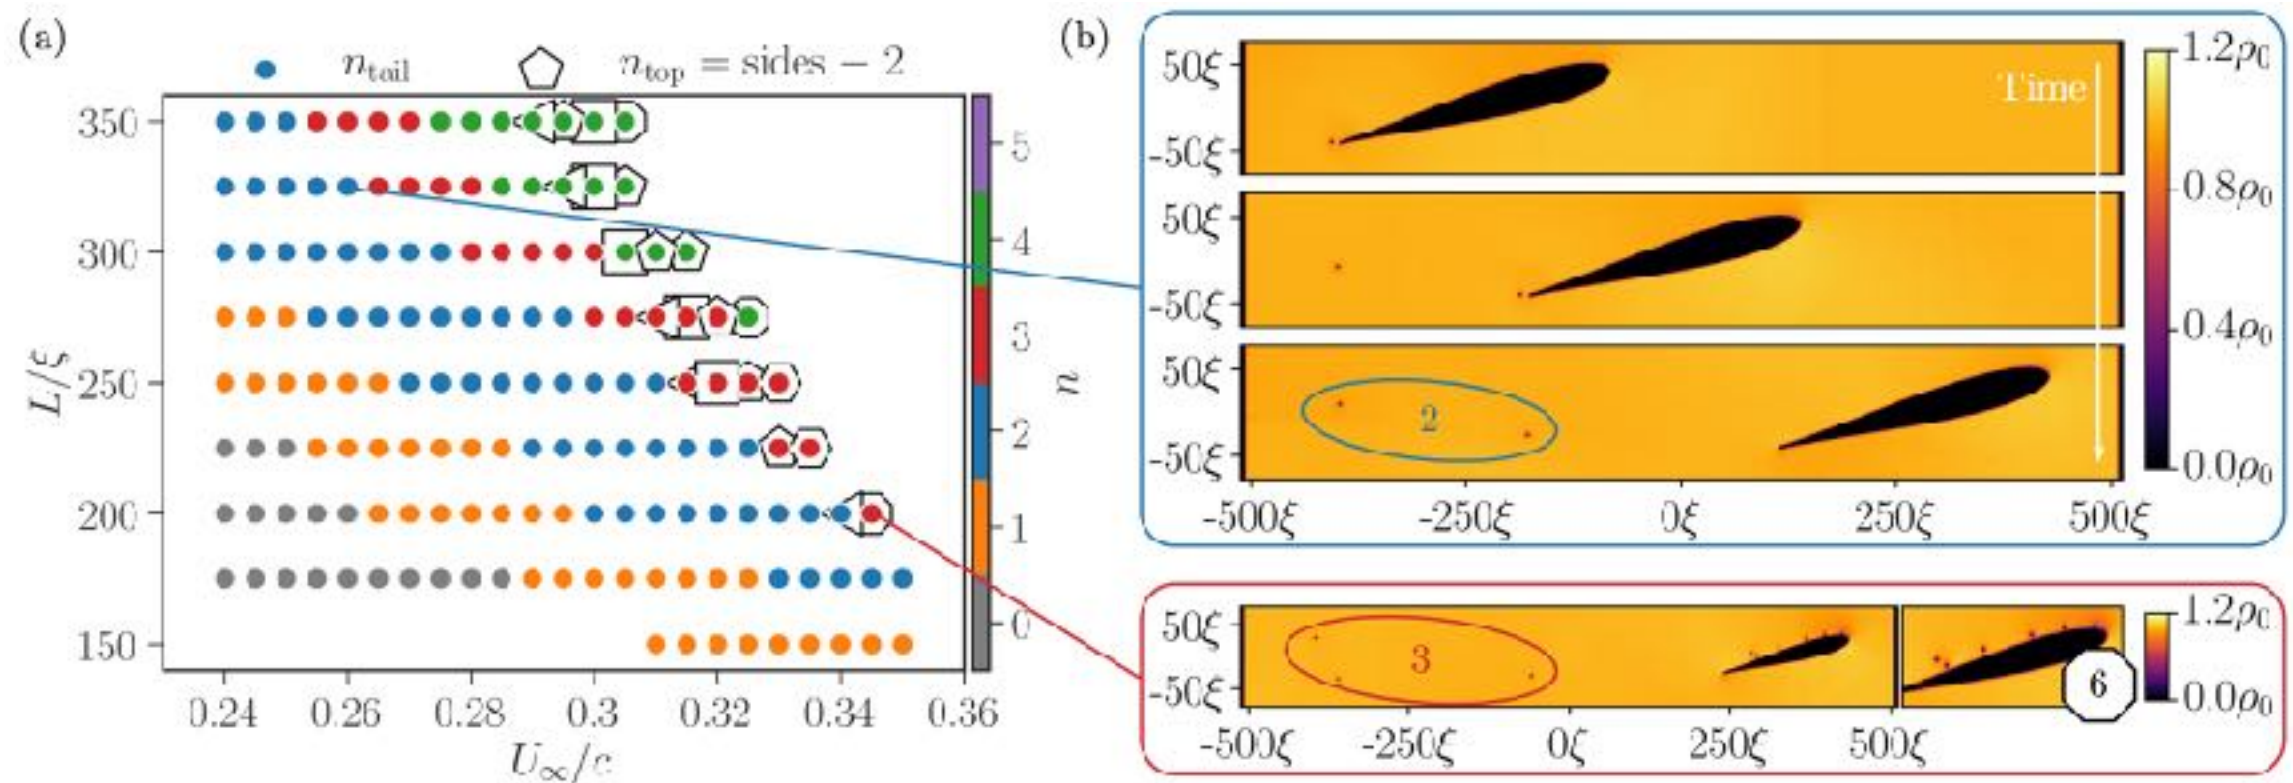 (a)
n_tail
n_top = sides − 2
350
300
250
200
150
L/ξ
0.24 0.26 0.28 0.3 0.32 0.34 0.36
U∞/c
5
4
3
2
1
0
n
(b)
50ξ
-50ξ
Time
50ξ
-50ξ
50ξ
-50ξ
2
-500ξ -250ξ 0ξ 250ξ 500ξ
1.2ρ₀
0.8ρ₀
0.4ρ₀
0.0ρ₀
50ξ
-50ξ
3
6
-500ξ -250ξ 0ξ 250ξ 500ξ
1.2ρ₀
0.0ρ₀